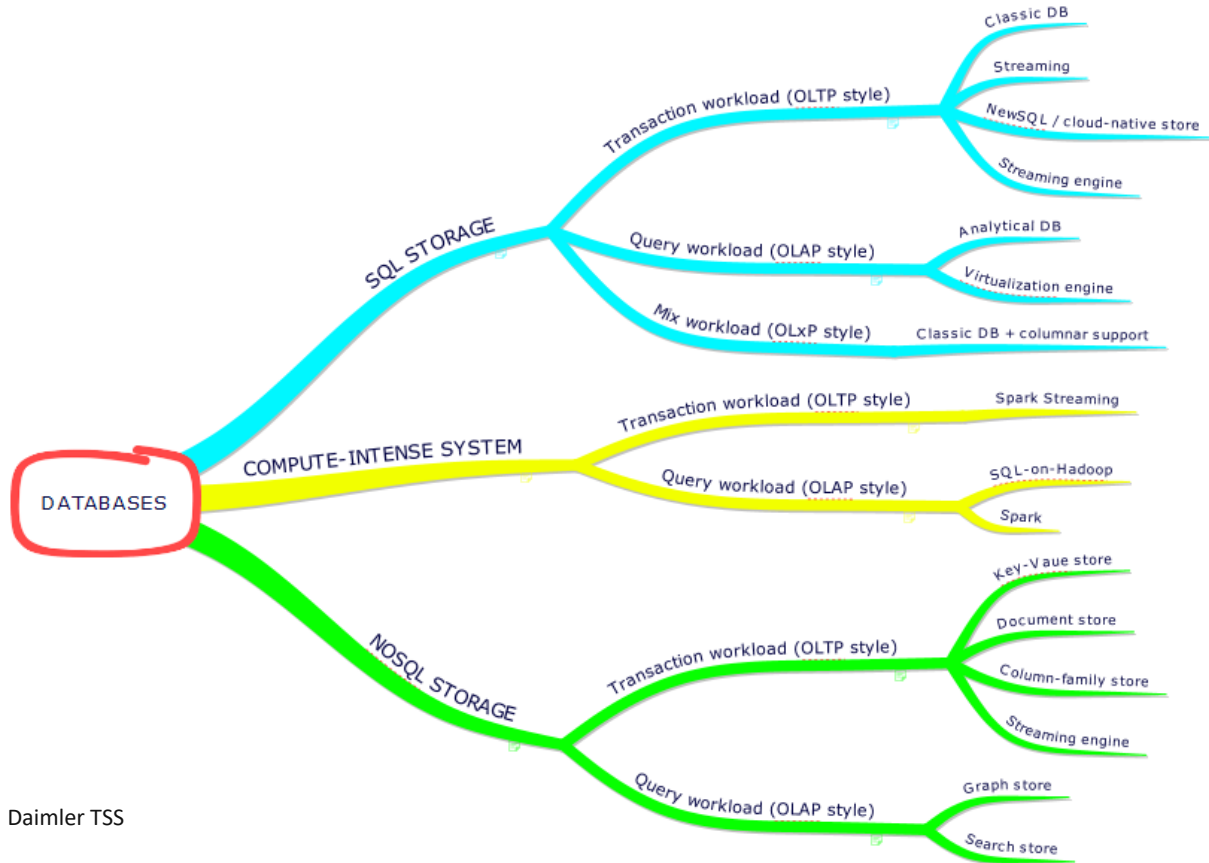 DATABASES
SQL STORAGE
Transaction workload (OLTP style)
Classic DB
Streaming
NewSQL / cloud-native store
Streaming engine
Query workload (OLAP style)
Analytical DB
Virtualization engine
Mix workload (OLxP style)
Classic DB + columnar support
COMPUTE-INTENSE SYSTEM
Transaction workload (OLTP style)
Spark Streaming
Query workload (OLAP style)
SQL-on-Hadoop
Spark
NOSQL STORAGE
Transaction workload (OLTP style)
Key-Vaue store
Document store
Column-family store
Streaming engine
Query workload (OLAP style)
Graph store
Search store
Daimler TSS